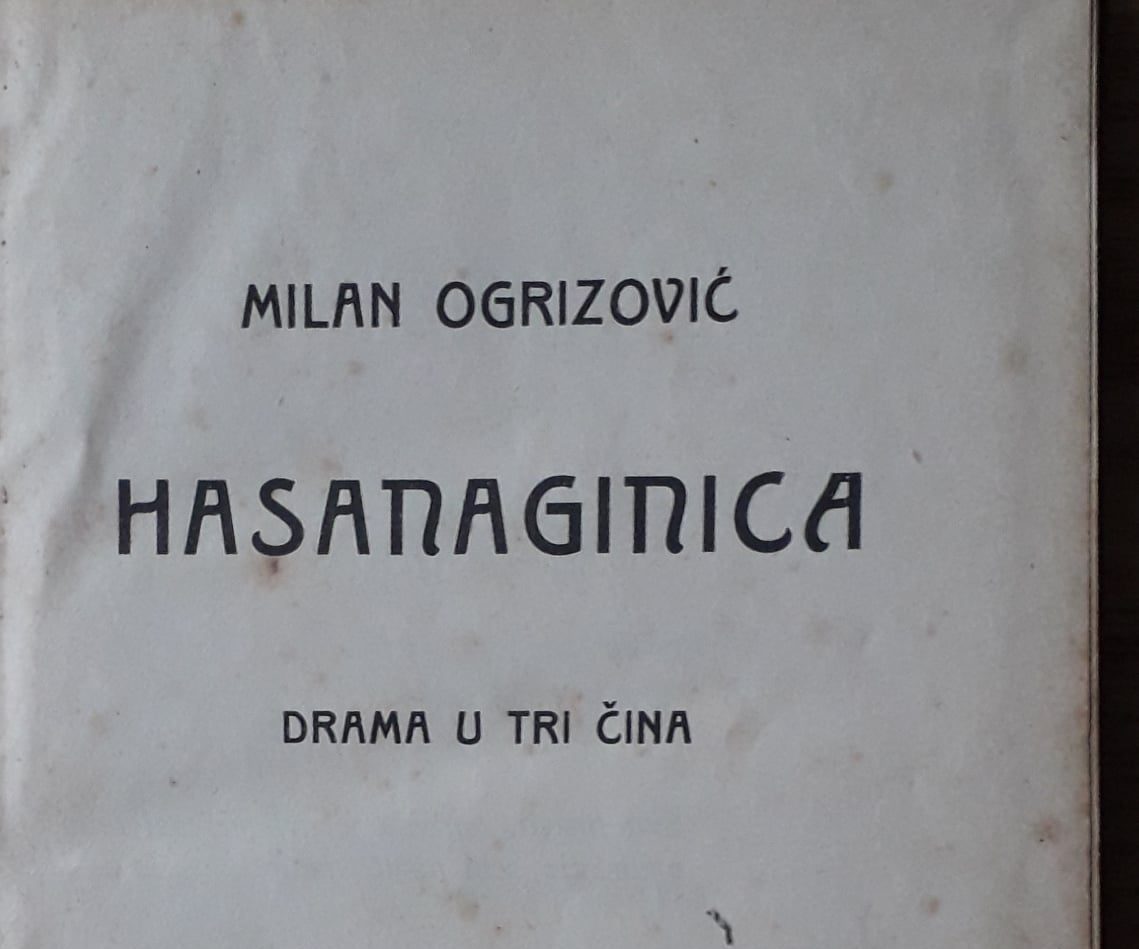 MILAN OGRIZOVIĆ
HASANAGINICA
DRAMA U TRI ČINA